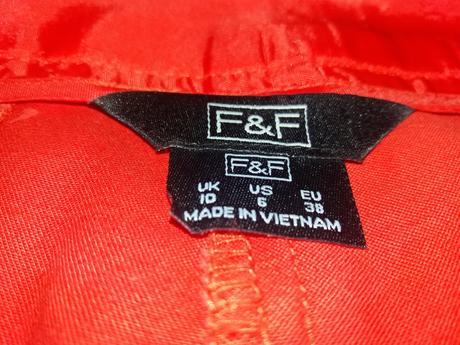 F&F
F&F
UK US EU
10 6 38
MADE IN VIETNAM